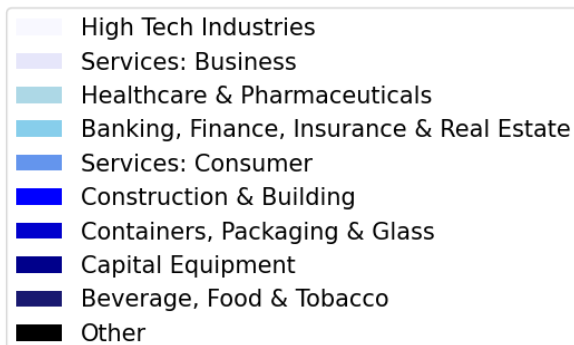 High Tech Industries
Services: Business
Healthcare & Pharmaceuticals
Banking, Finance, Insurance & Real Estate
Services: Consumer
Construction & Building
Containers, Packaging & Glass
Capital Equipment
Beverage, Food & Tobacco
Other